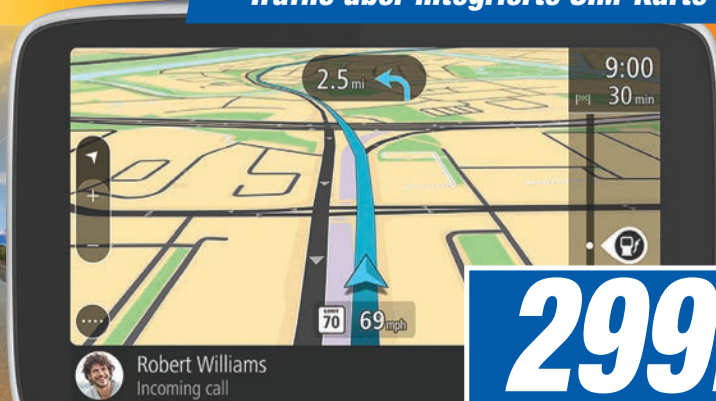 Traffic über integrierte SIM-Karte
2.5 mi
9:00
30 min
LIMIT
70
69 mph
Robert Williams
Incoming call
299,